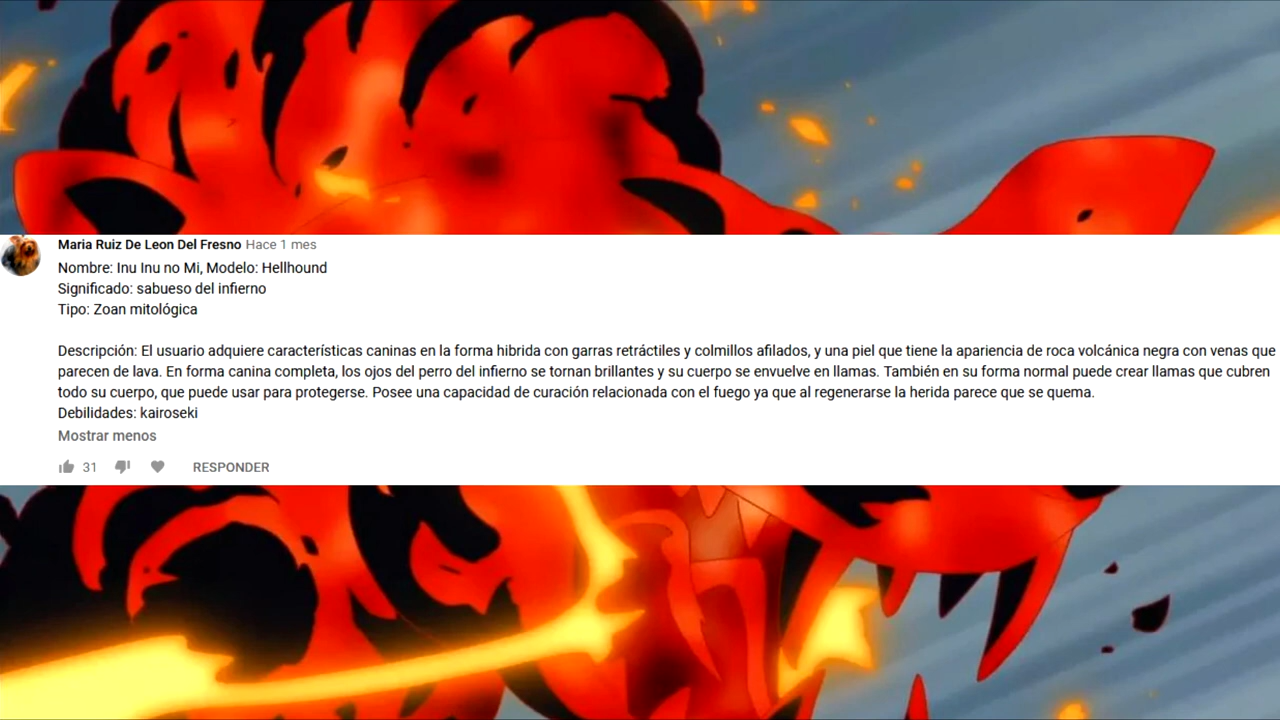 Maria Ruiz De Leon Del Fresno Hace 1 mes
Nombre: Inu Inu no Mi, Modelo: Hellhound
Significado: sabueso del infierno
Tipo: Zoan mitológica
Descripción: El usuario adquiere características caninas en la forma hibrida con garras retráctiles y colmillos afilados, y una piel que tiene la apariencia de roca volcánica negra con venas que
parecen de lava. En forma canina completa, los ojos del perro del infierno se tornan brillantes y su cuerpo se envuelve en llamas. También en su forma normal puede crear llamas que cubren
todo su cuerpo, que puede usar para protegerse. Posee una capacidad de curación relacionada con el fuego ya que al regenerarse la herida parece que se quema.
Debilidades: kairoseki
Mostrar menos
31 RESPONDER